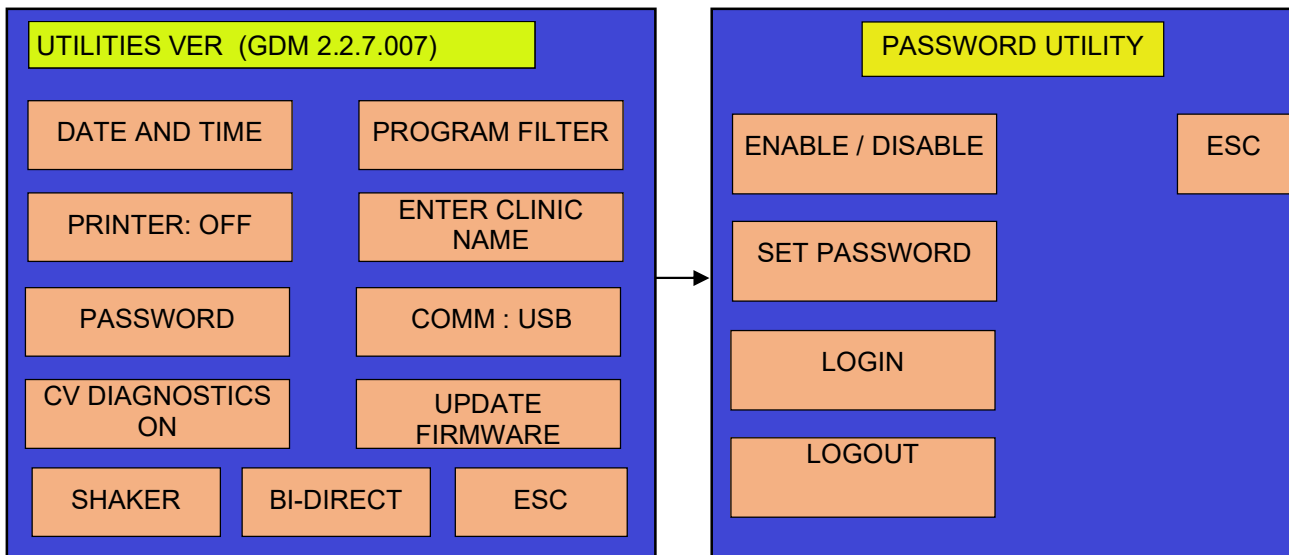 UTILITIES VER  (GDM 2.2.7.007)
DATE AND TIME
PROGRAM FILTER
PRINTER: OFF
ENTER CLINIC
NAME
PASSWORD
COMM : USB
CV DIAGNOSTICS
ON
UPDATE
FIRMWARE
SHAKER
BI-DIRECT
ESC
PASSWORD UTILITY
ENABLE / DISABLE
ESC
SET PASSWORD
LOGIN
LOGOUT